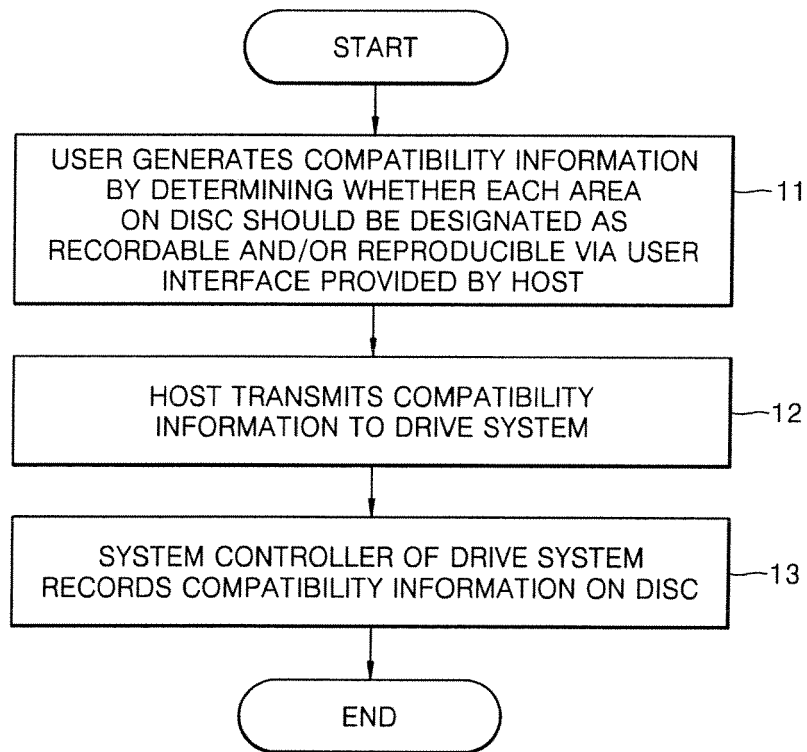 START
USER GENERATES COMPATIBILITY INFORMATION
BY DETERMINING WHETHER EACH AREA
ON DISC SHOULD BE DESIGNATED AS
RECORDABLE AND/OR REPRODUCIBLE VIA USER
INTERFACE PROVIDED BY HOST
11
HOST TRANSMITS COMPATIBILITY
INFORMATION TO DRIVE SYSTEM
12
SYSTEM CONTROLLER OF DRIVE SYSTEM
RECORDS COMPATIBILITY INFORMATION ON DISC
13
END